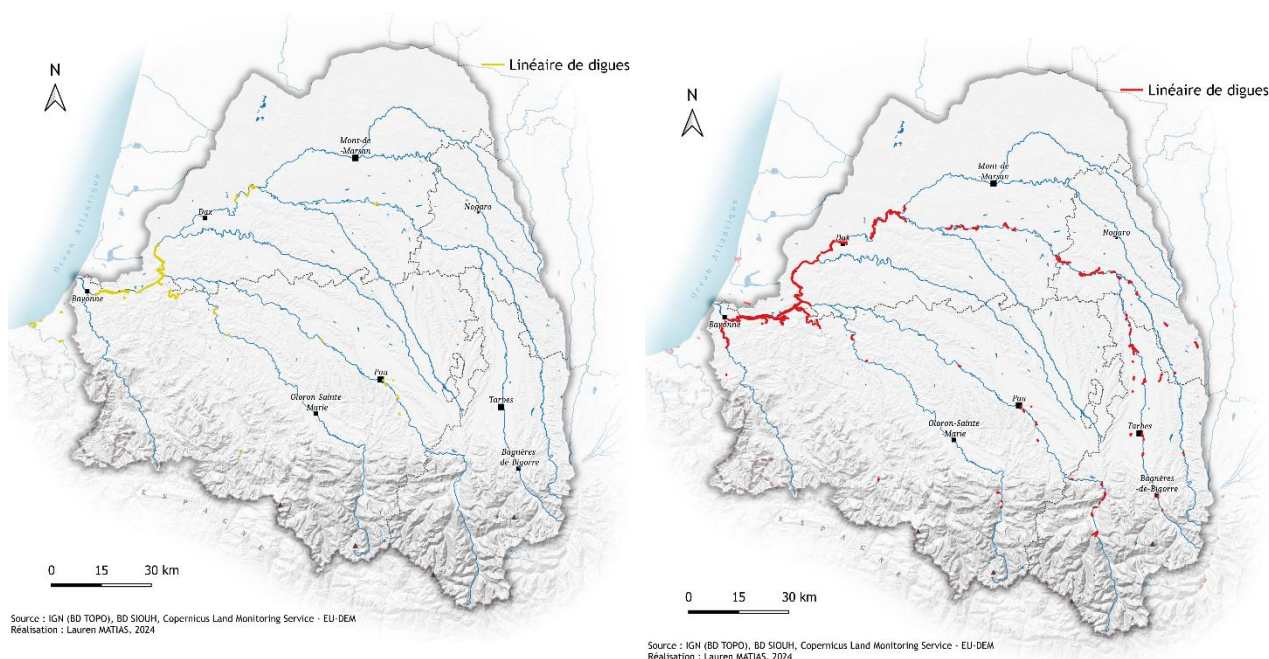 Linéaire de digues
N
Océan Atlantique
Mont-de
-Marsan
Dax
Nogaro
Bayonne
Pau
Oloron-Sainte
Marie
Tarbes
Bagnères
de Bigorre
ESPAGNE
0 15 30 km
Source : IGN (BD TOPO), BD SIOUH, Copernicus Land Monitoring Service - EU-DEM
Réalisation : Lauren MATIAS, 2024
Linéaire de digues
N
Océan Atlantique
Mont-de
Marsan
Dax
Nogaro
Bayonne
Pau
Oloron-Sainte
Marie
Tarbes
Bagnères
-de-Bigorre
ESPAGNE
0 15 30 km
Source : IGN (BD TOPO), BD SIOUH, Copernicus Land Monitoring Service - EU-DEM
Réalisation : Lauren MATIAS, 2024